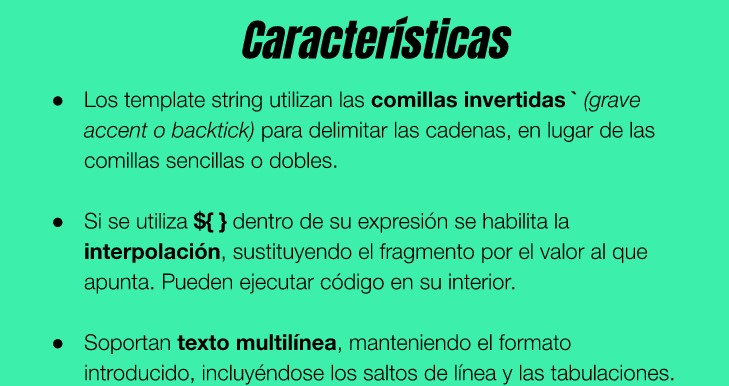 Características
● Los template string utilizan las comillas invertidas ` (grave
accent o backtick) para delimitar las cadenas, en lugar de las
comillas sencillas o dobles.
● Si se utiliza ${ } dentro de su expresión se habilita la
interpolación, sustituyendo el fragmento por el valor al que
apunta. Pueden ejecutar código en su interior.
● Soportan texto multilínea, manteniendo el formato
introducido, incluyéndose los saltos de línea y las tabulaciones.